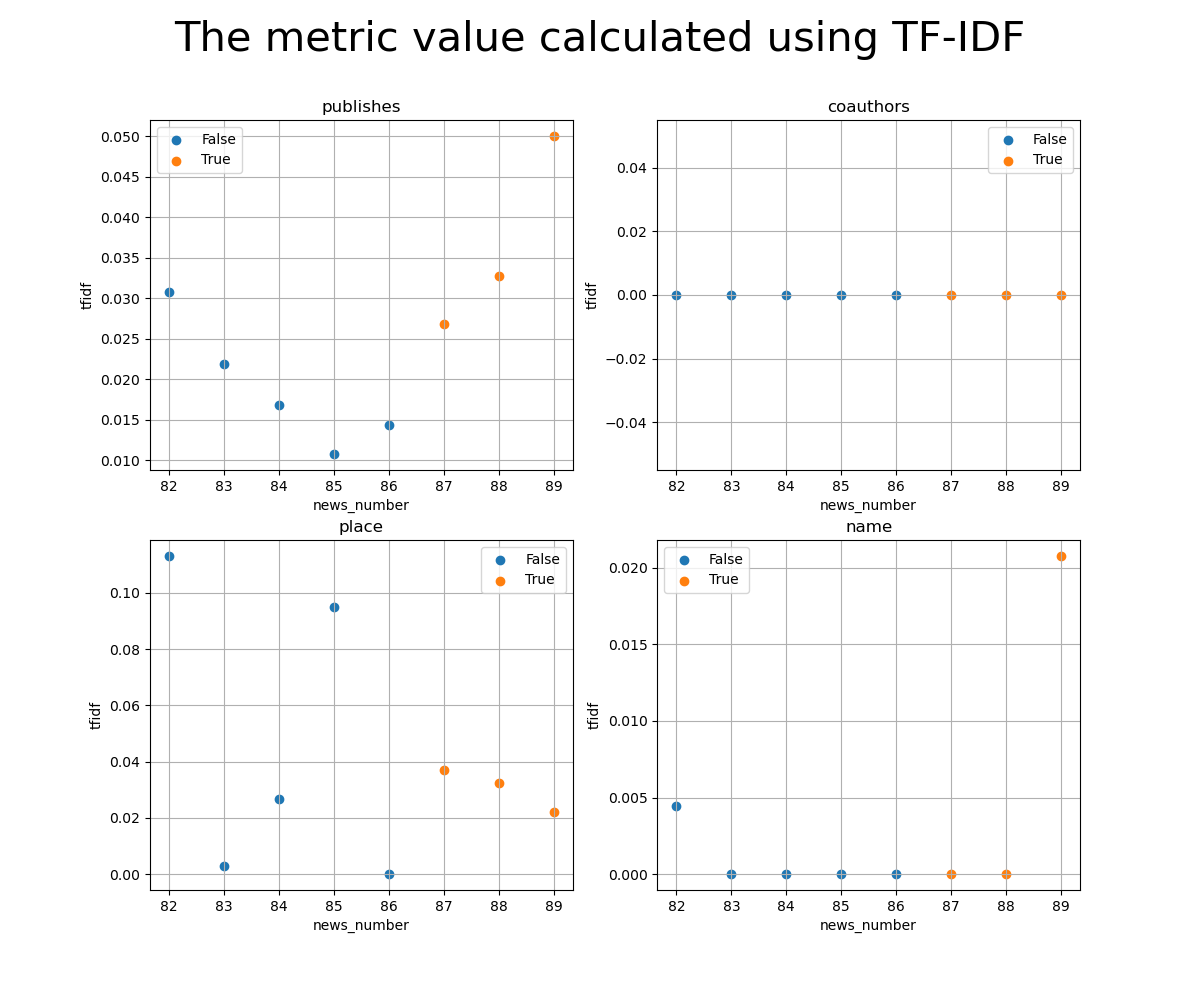 The metric value calculated using TF-IDF
publishes
False
True
0.050
0.045
0.040
0.035
0.030
0.025
0.020
0.015
0.010
tfidf
82 83 84 85 86 87 88 89
news_number
coauthors
False
True
0.04
0.02
0.00
−0.02
−0.04
tfidf
82 83 84 85 86 87 88 89
news_number
place
False
True
0.10
0.08
0.06
0.04
0.02
0.00
tfidf
82 83 84 85 86 87 88 89
news_number
name
False
True
0.020
0.015
0.010
0.005
0.000
tfidf
82 83 84 85 86 87 88 89
news_number